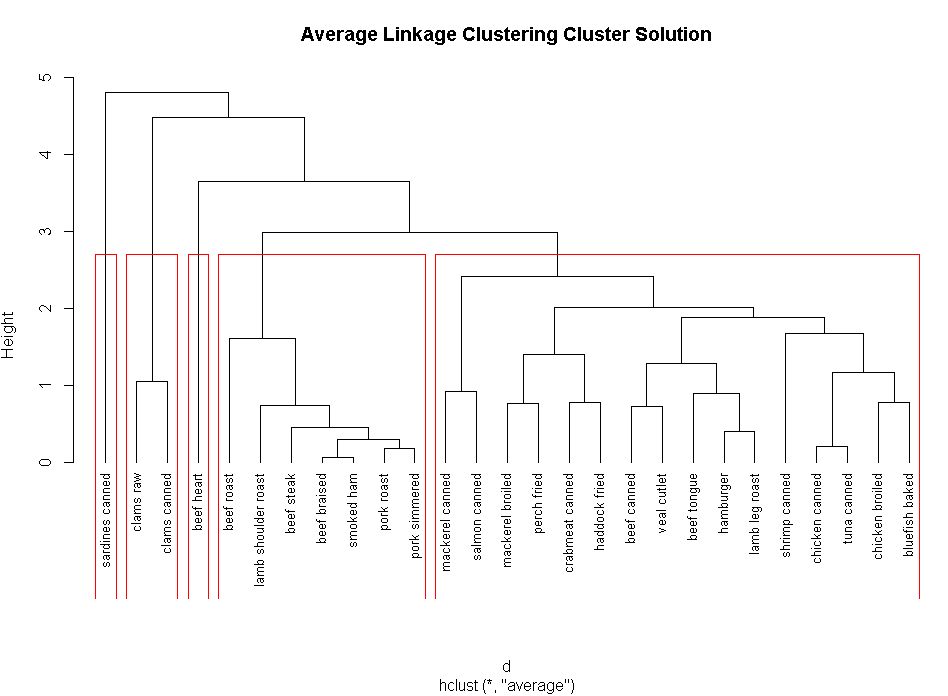 Average Linkage Clustering Cluster Solution
Height
5
4
3
2
1
0
sardines canned
clams raw
clams canned
beef heart
beef roast
lamb shoulder roast
beef steak
beef braised
smoked ham
pork roast
pork simmered
mackerel canned
salmon canned
mackerel broiled
perch fried
crabmeat canned
haddock fried
beef canned
veal cutlet
beef tongue
hamburger
lamb leg roast
shrimp canned
chicken canned
tuna canned
chicken broiled
bluefish baked
d
hclust (*, "average")